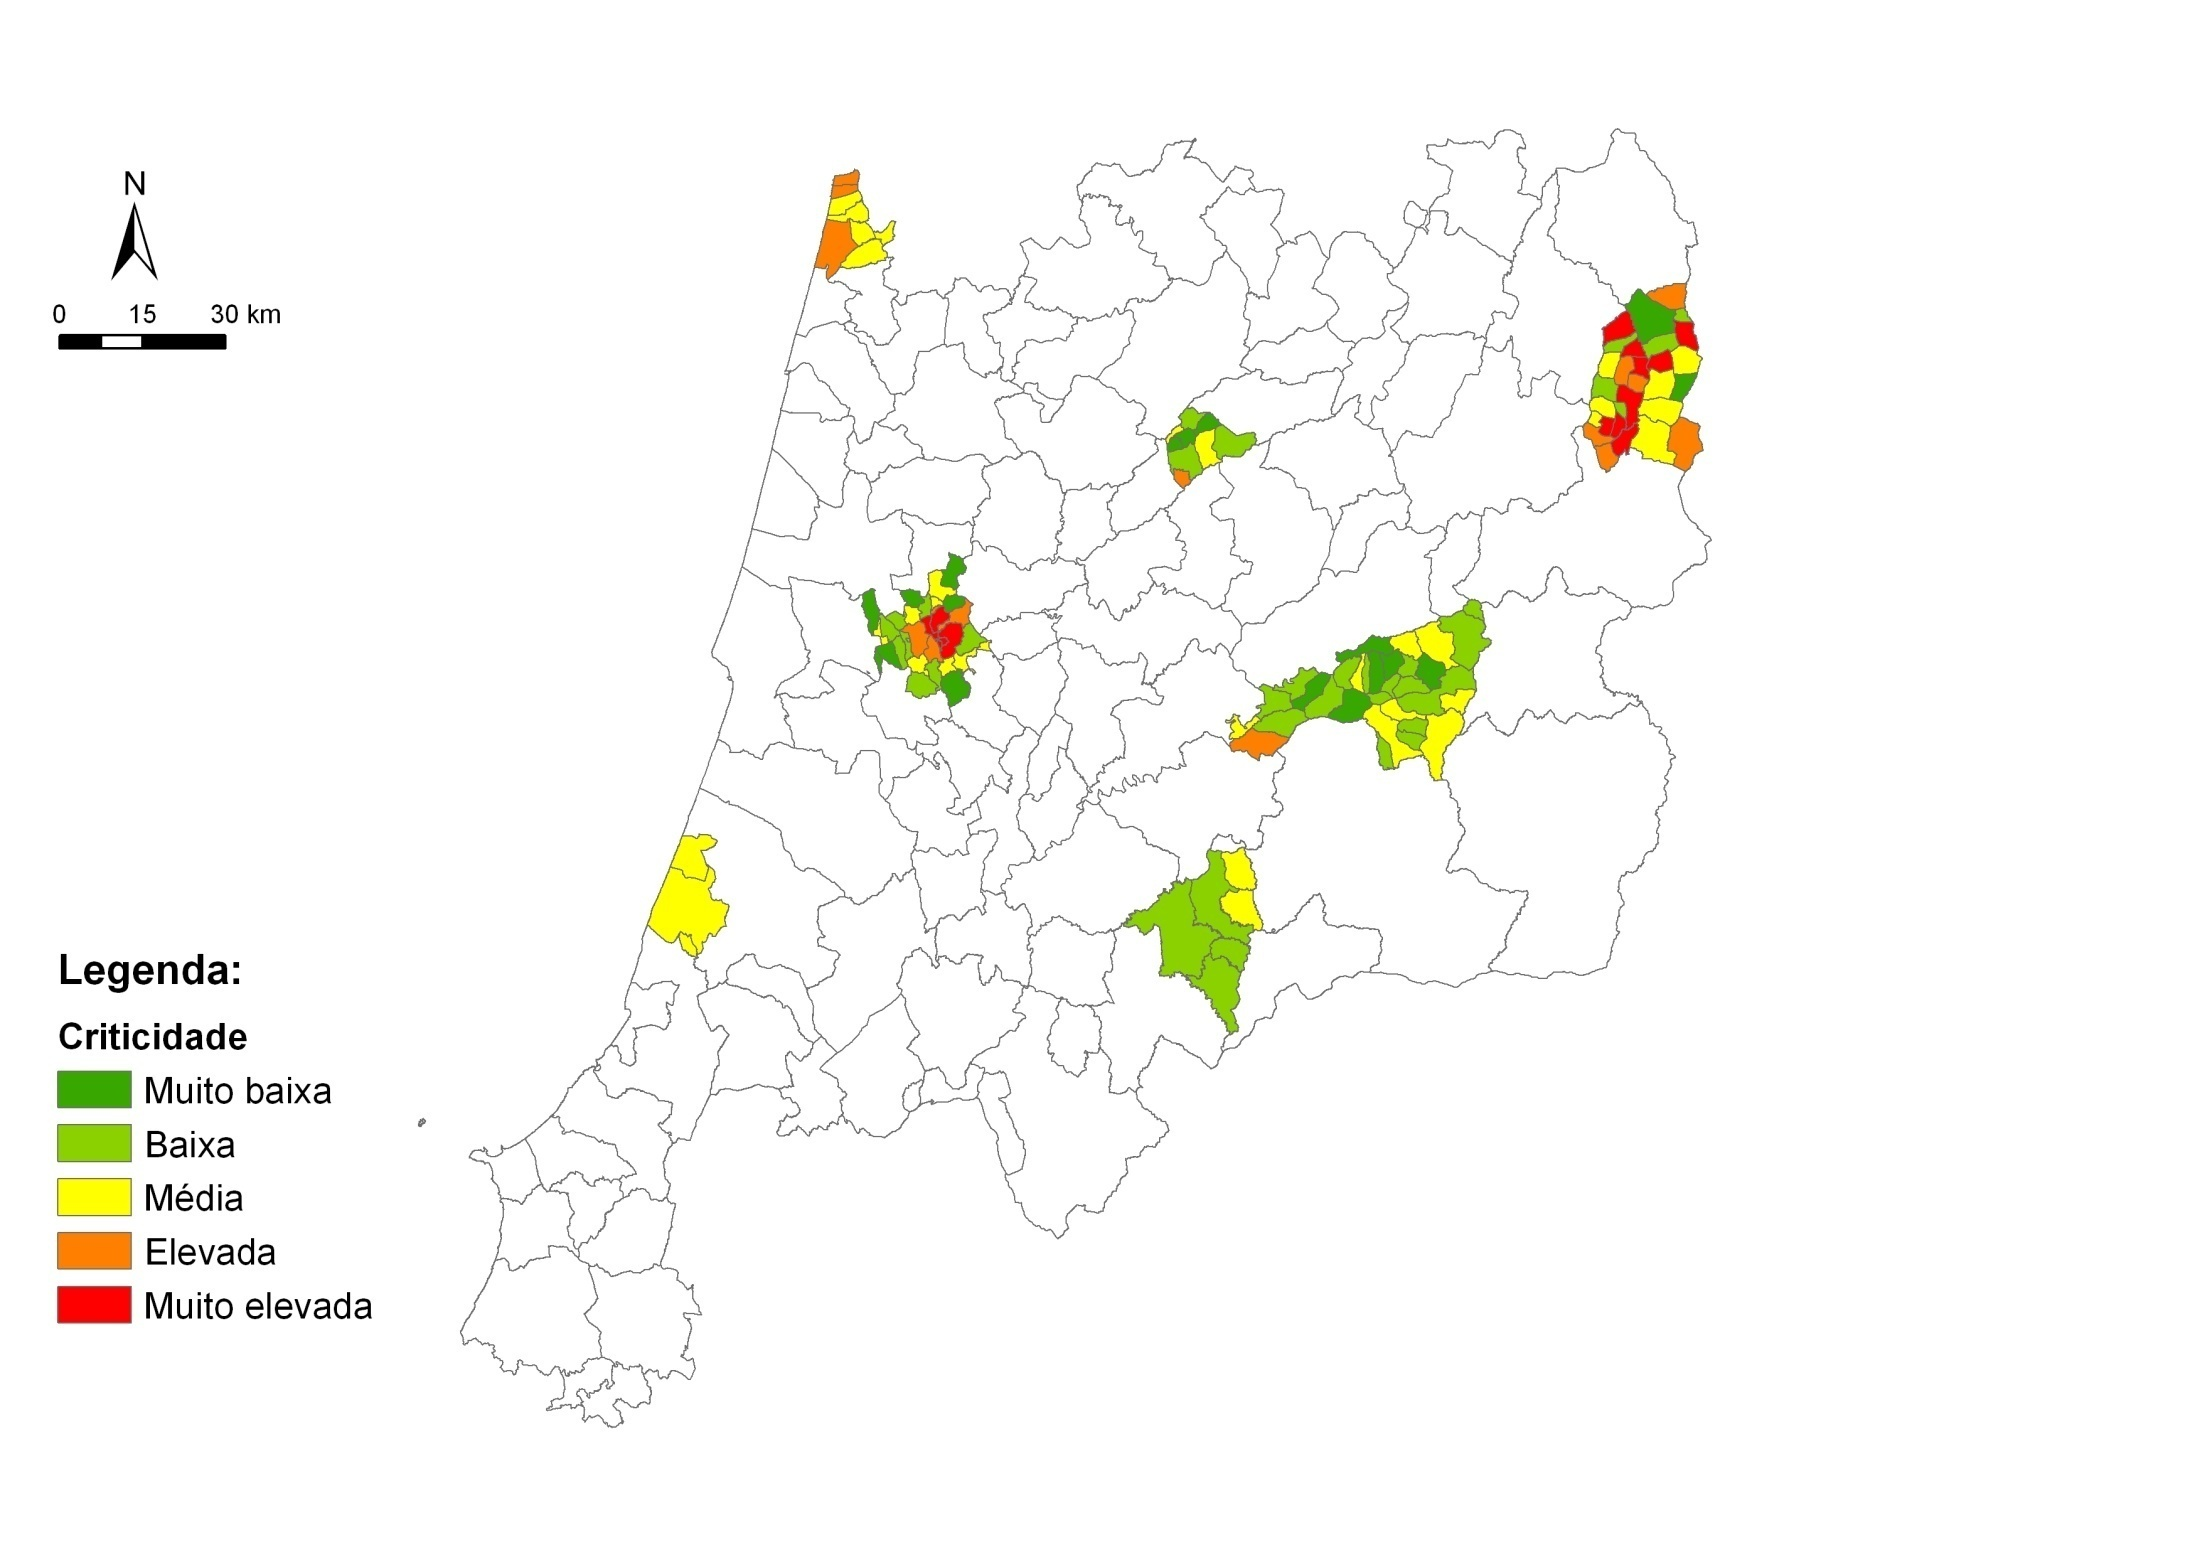 N
0 15 30 km
Legenda:
Criticidade
Muito baixa
Baixa
Média
Elevada
Muito elevada